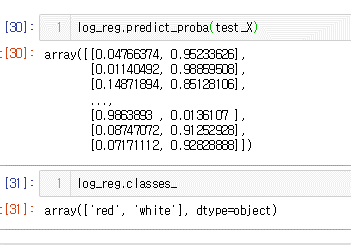 [30]: 1 log_reg.predict_proba(test_X)
t[30]: array([[0.04766374, 0.95233626],
[0.01140492, 0.98859508],
[0.14871894, 0.85128106],
...,
[0.9863893 , 0.0136107 ],
[0.08747072, 0.91252928],
[0.07171112, 0.92828888]])
[31]: 1 log_reg.classes_
t[31]: array(['red', 'white'], dtype=object)